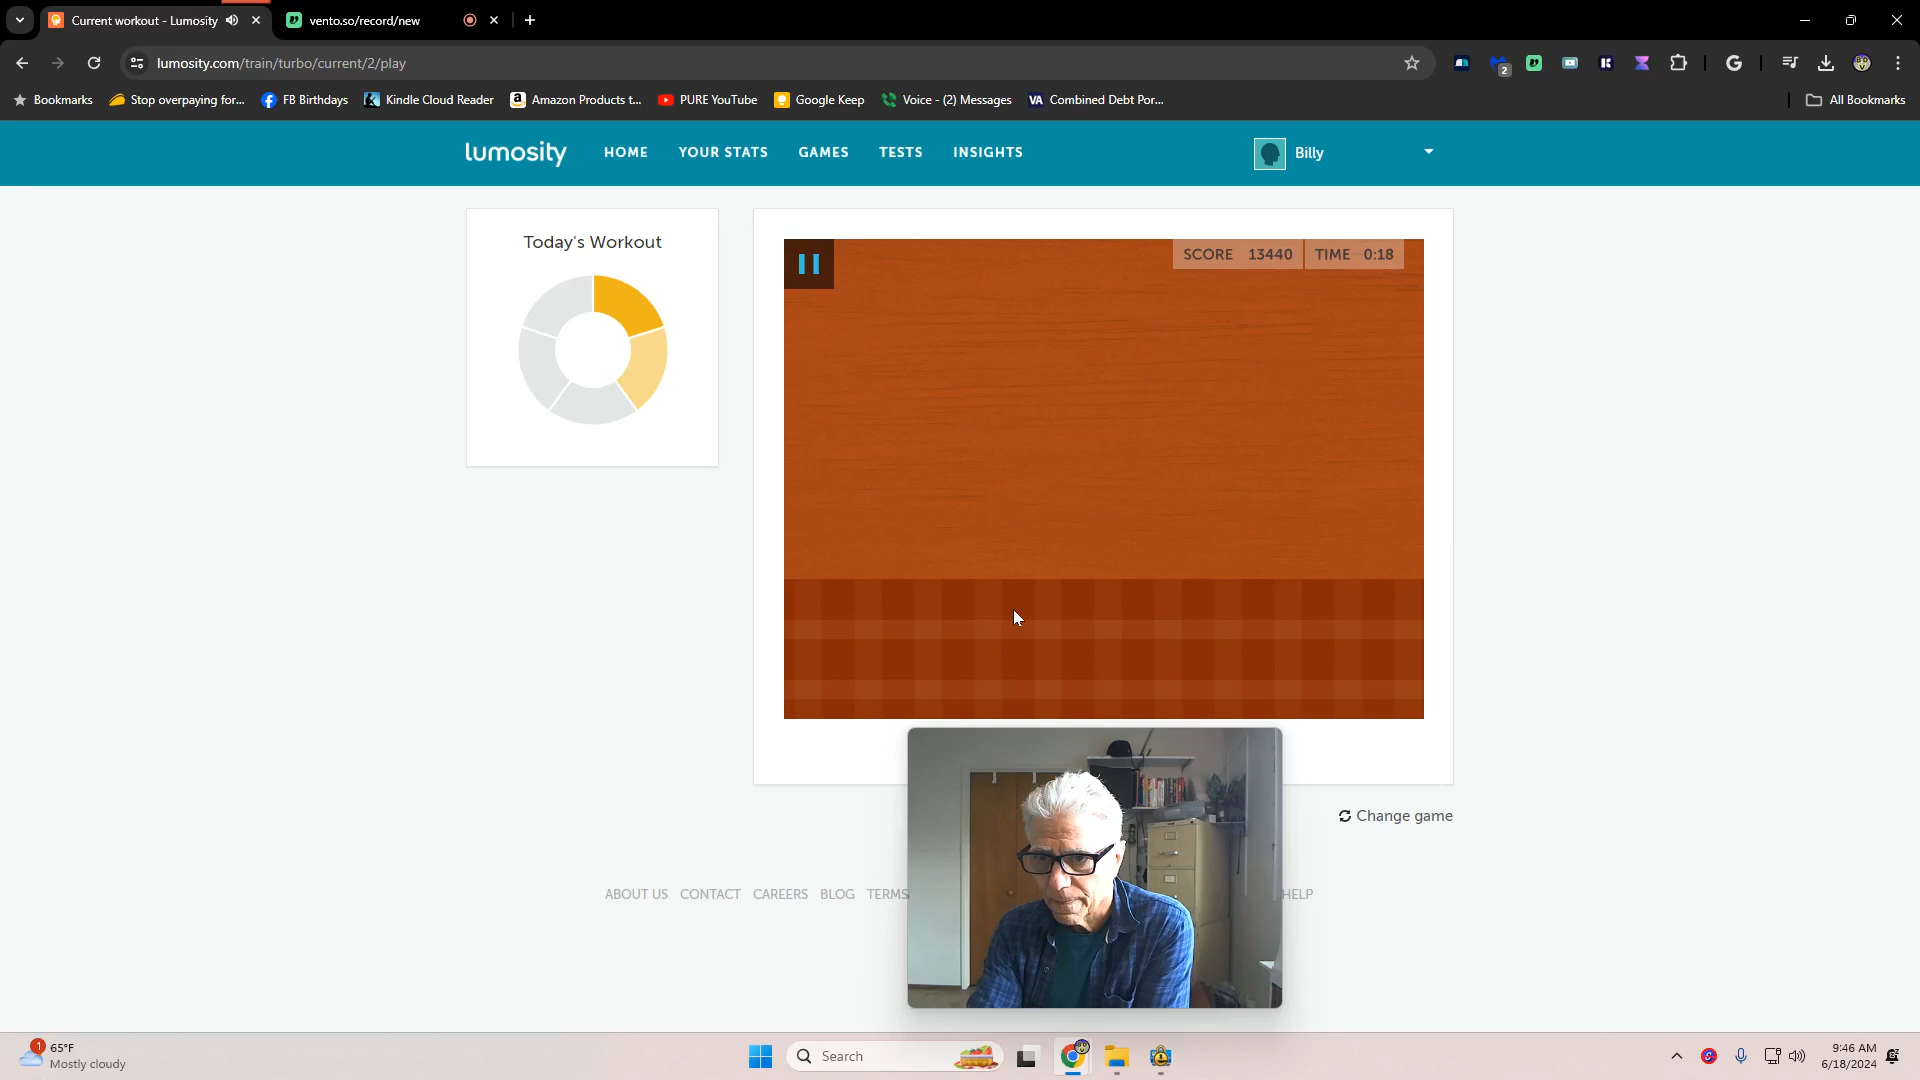 Current workout - Lumosity
vento.so/record/new
lumosity.com/train/turbo/current/2/play
2
Bookmarks
Stop overpaying for...
FB Birthdays
Kindle Cloud Reader
Amazon Products t...
PURE YouTube
Google Keep
Voice - (2) Messages
VA Combined Debt Por...
All Bookmarks
lumosity
HOME
YOUR STATS
GAMES
TESTS
INSIGHTS
Billy
Today's Workout
SCORE 13440
TIME 0:18
Change game
ABOUT US
CONTACT
CAREERS
BLOG
TERMS
HELP
1
65°F
Mostly cloudy
Search
9:46 AM
6/18/2024